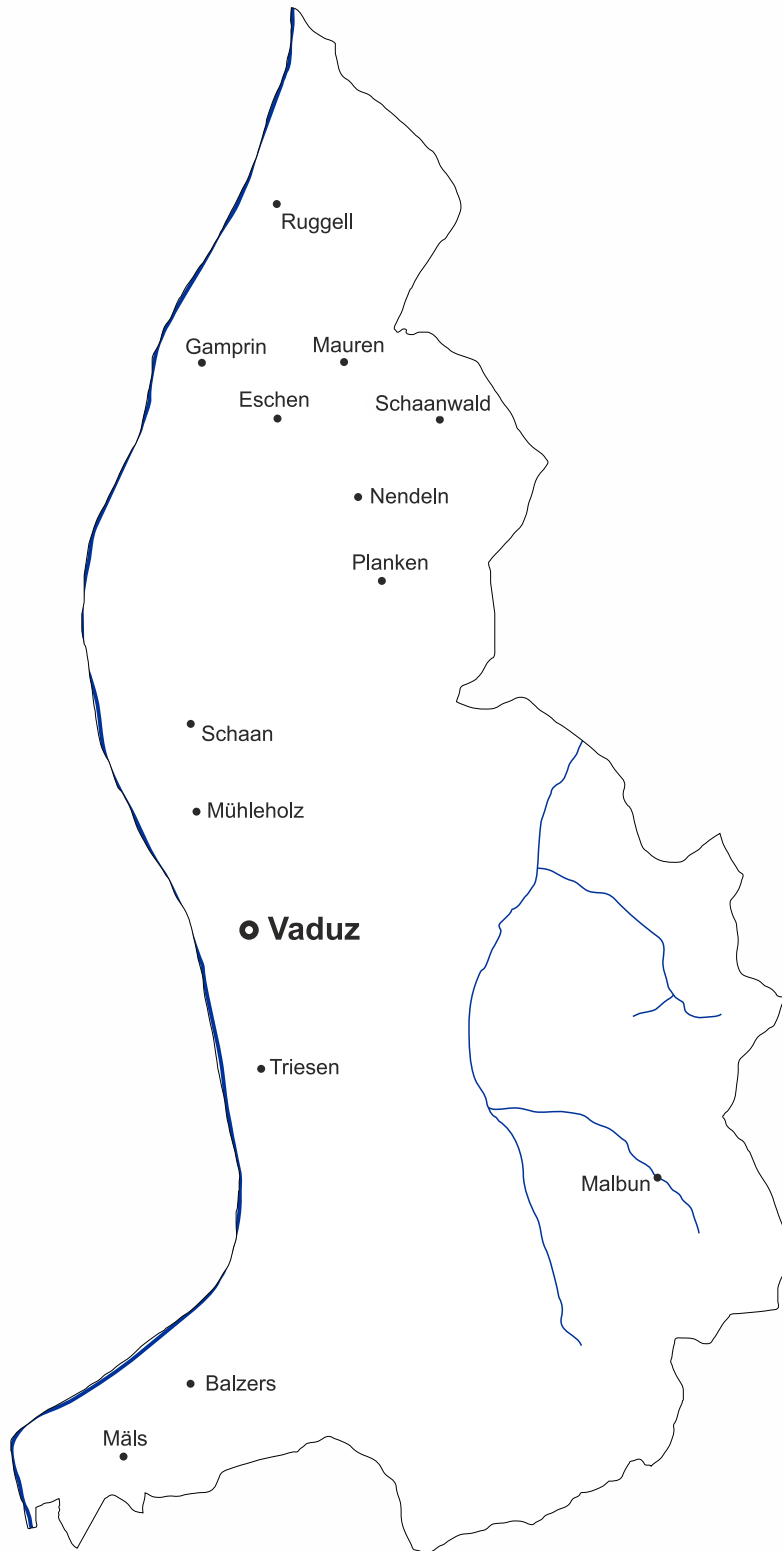 Ruggell
Gamprin
Mauren
Eschen
Schaanwald
Nendeln
Planken
Schaan
Mühleholz
Vaduz
Triesen
Malbun
Balzers
Mäls